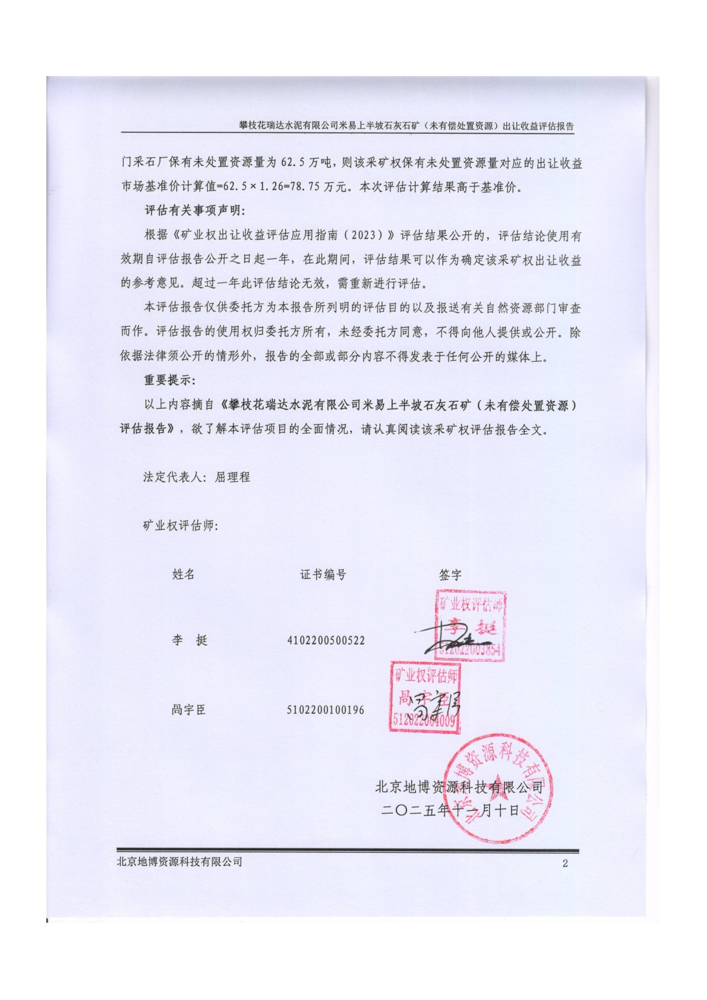 攀枝花瑞达水泥有限公司米易上半坡石灰石矿（未有偿处置资源）出让收益评估报告
门采石厂保有未处置资源量为 62.5 万吨，则该采矿权保有未处置资源量对应的出让收益
市场基准价计算值=62.5×1.26=78.75 万元。本次评估计算结果高于基准价。
评估有关事项声明：
根据《矿业权出让收益评估应用指南（2023）》评估结果公开的，评估结论使用有
效期自评估报告公开之日起一年，在此期间，评估结果可以作为确定该采矿权出让收益
的参考意见。超过一年此评估结论无效，需重新进行评估。
本评估报告仅供委托方为本报告所列明的评估目的以及报送有关自然资源部门审查
而作。评估报告的使用权归委托方所有，未经委托方同意，不得向他人提供或公开。除
依据法律须公开的情形外，报告的全部或部分内容不得发表于任何公开的媒体上。
重要提示：
以上内容摘自《攀枝花瑞达水泥有限公司米易上半坡石灰石矿（未有偿处置资源）
评估报告》，欲了解本评估项目的全面情况，请认真阅读该采矿权评估报告全文。
法定代表人：屈理程
矿业权评估师：
姓名 证书编号 签字
矿业权评估师
李挺
512022003854
李 挺 4102200500522
矿业权评估师
咼宇臣
512022004009
咼宇臣 5102200100196
北京地博资源科技有限公司
北京地博资源科技有限公司
二〇二五年十一月十日
北京地博资源科技有限公司 2